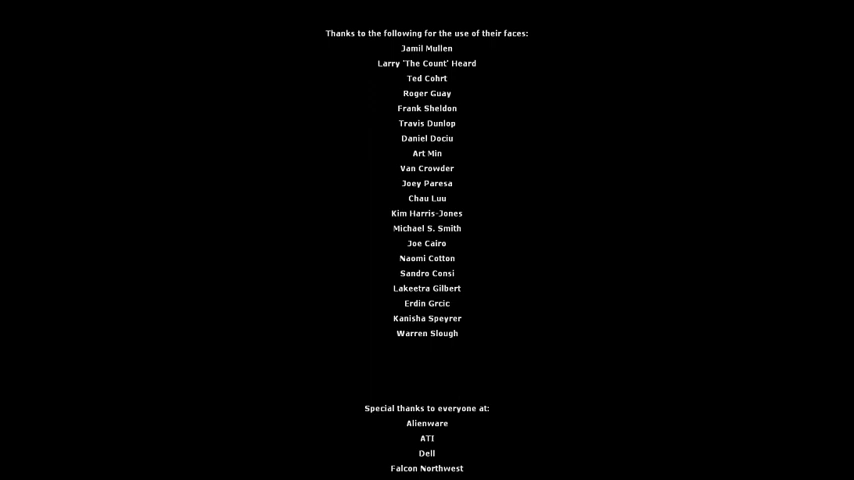 Thanks to the following for the use of their faces:
Jamil Mullen
Larry 'The Count' Heard
Ted Cohrt
Roger Guay
Frank Sheldon
Travis Dunlop
Daniel Dociu
Art Min
Van Crowder
Joey Paresa
Chau Luu
Kim Harris-Jones
Michael S. Smith
Joe Cairo
Naomi Cotton
Sandro Consi
Lakeetra Gilbert
Erdin Grcic
Kanisha Speyrer
Warren Slough
Special thanks to everyone at:
Alienware
ATI
Dell
Falcon Northwest